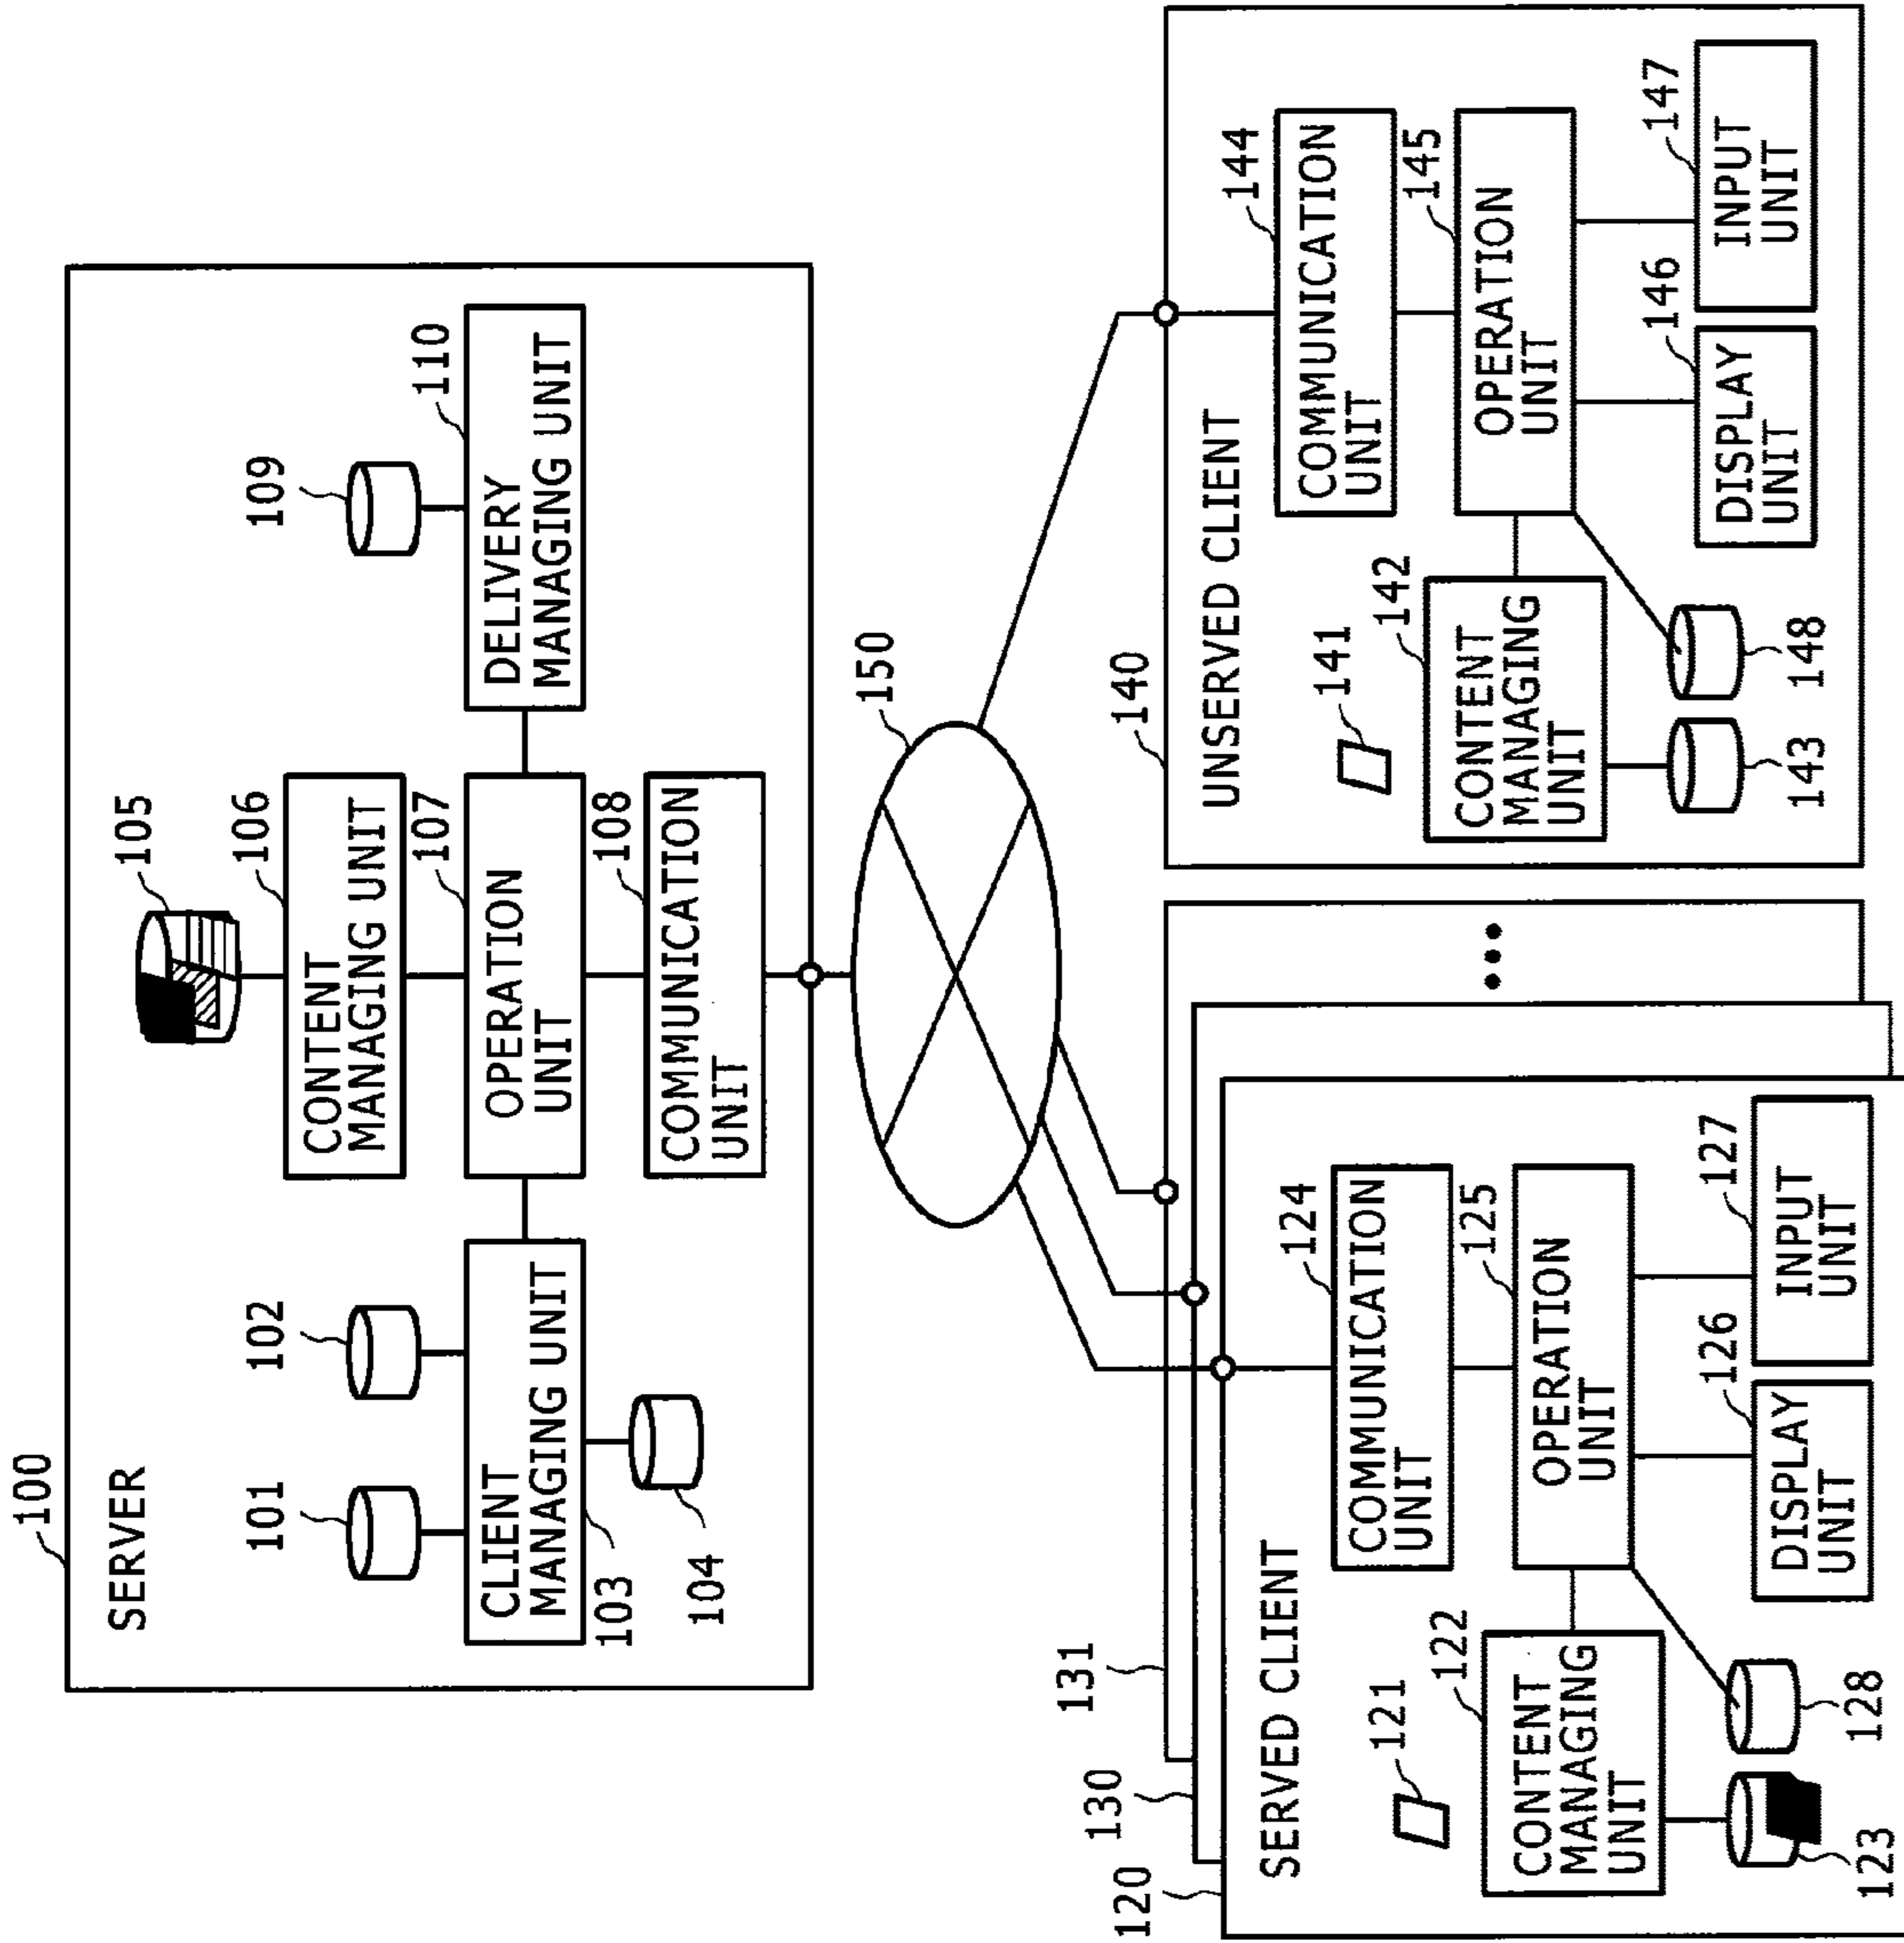 100
SERVER
105
101
102
106
109
CONTENT
MANAGING UNIT
107
110
CLIENT
MANAGING UNIT
OPERATION
UNIT
DELIVERY
MANAGING UNIT
103
104
108
COMMUNICATION
UNIT
150
120
130
131
SERVED CLIENT
121
122
124
COMMUNICATION
UNIT
125
CONTENT
MANAGING
UNIT
OPERATION
UNIT
126
127
123
128
DISPLAY
UNIT
INPUT
UNIT
...
140
UNSERVED CLIENT
141
142
144
COMMUNICATION
UNIT
145
CONTENT
MANAGING
UNIT
OPERATION
UNIT
146
147
143
148
DISPLAY
UNIT
INPUT
UNIT